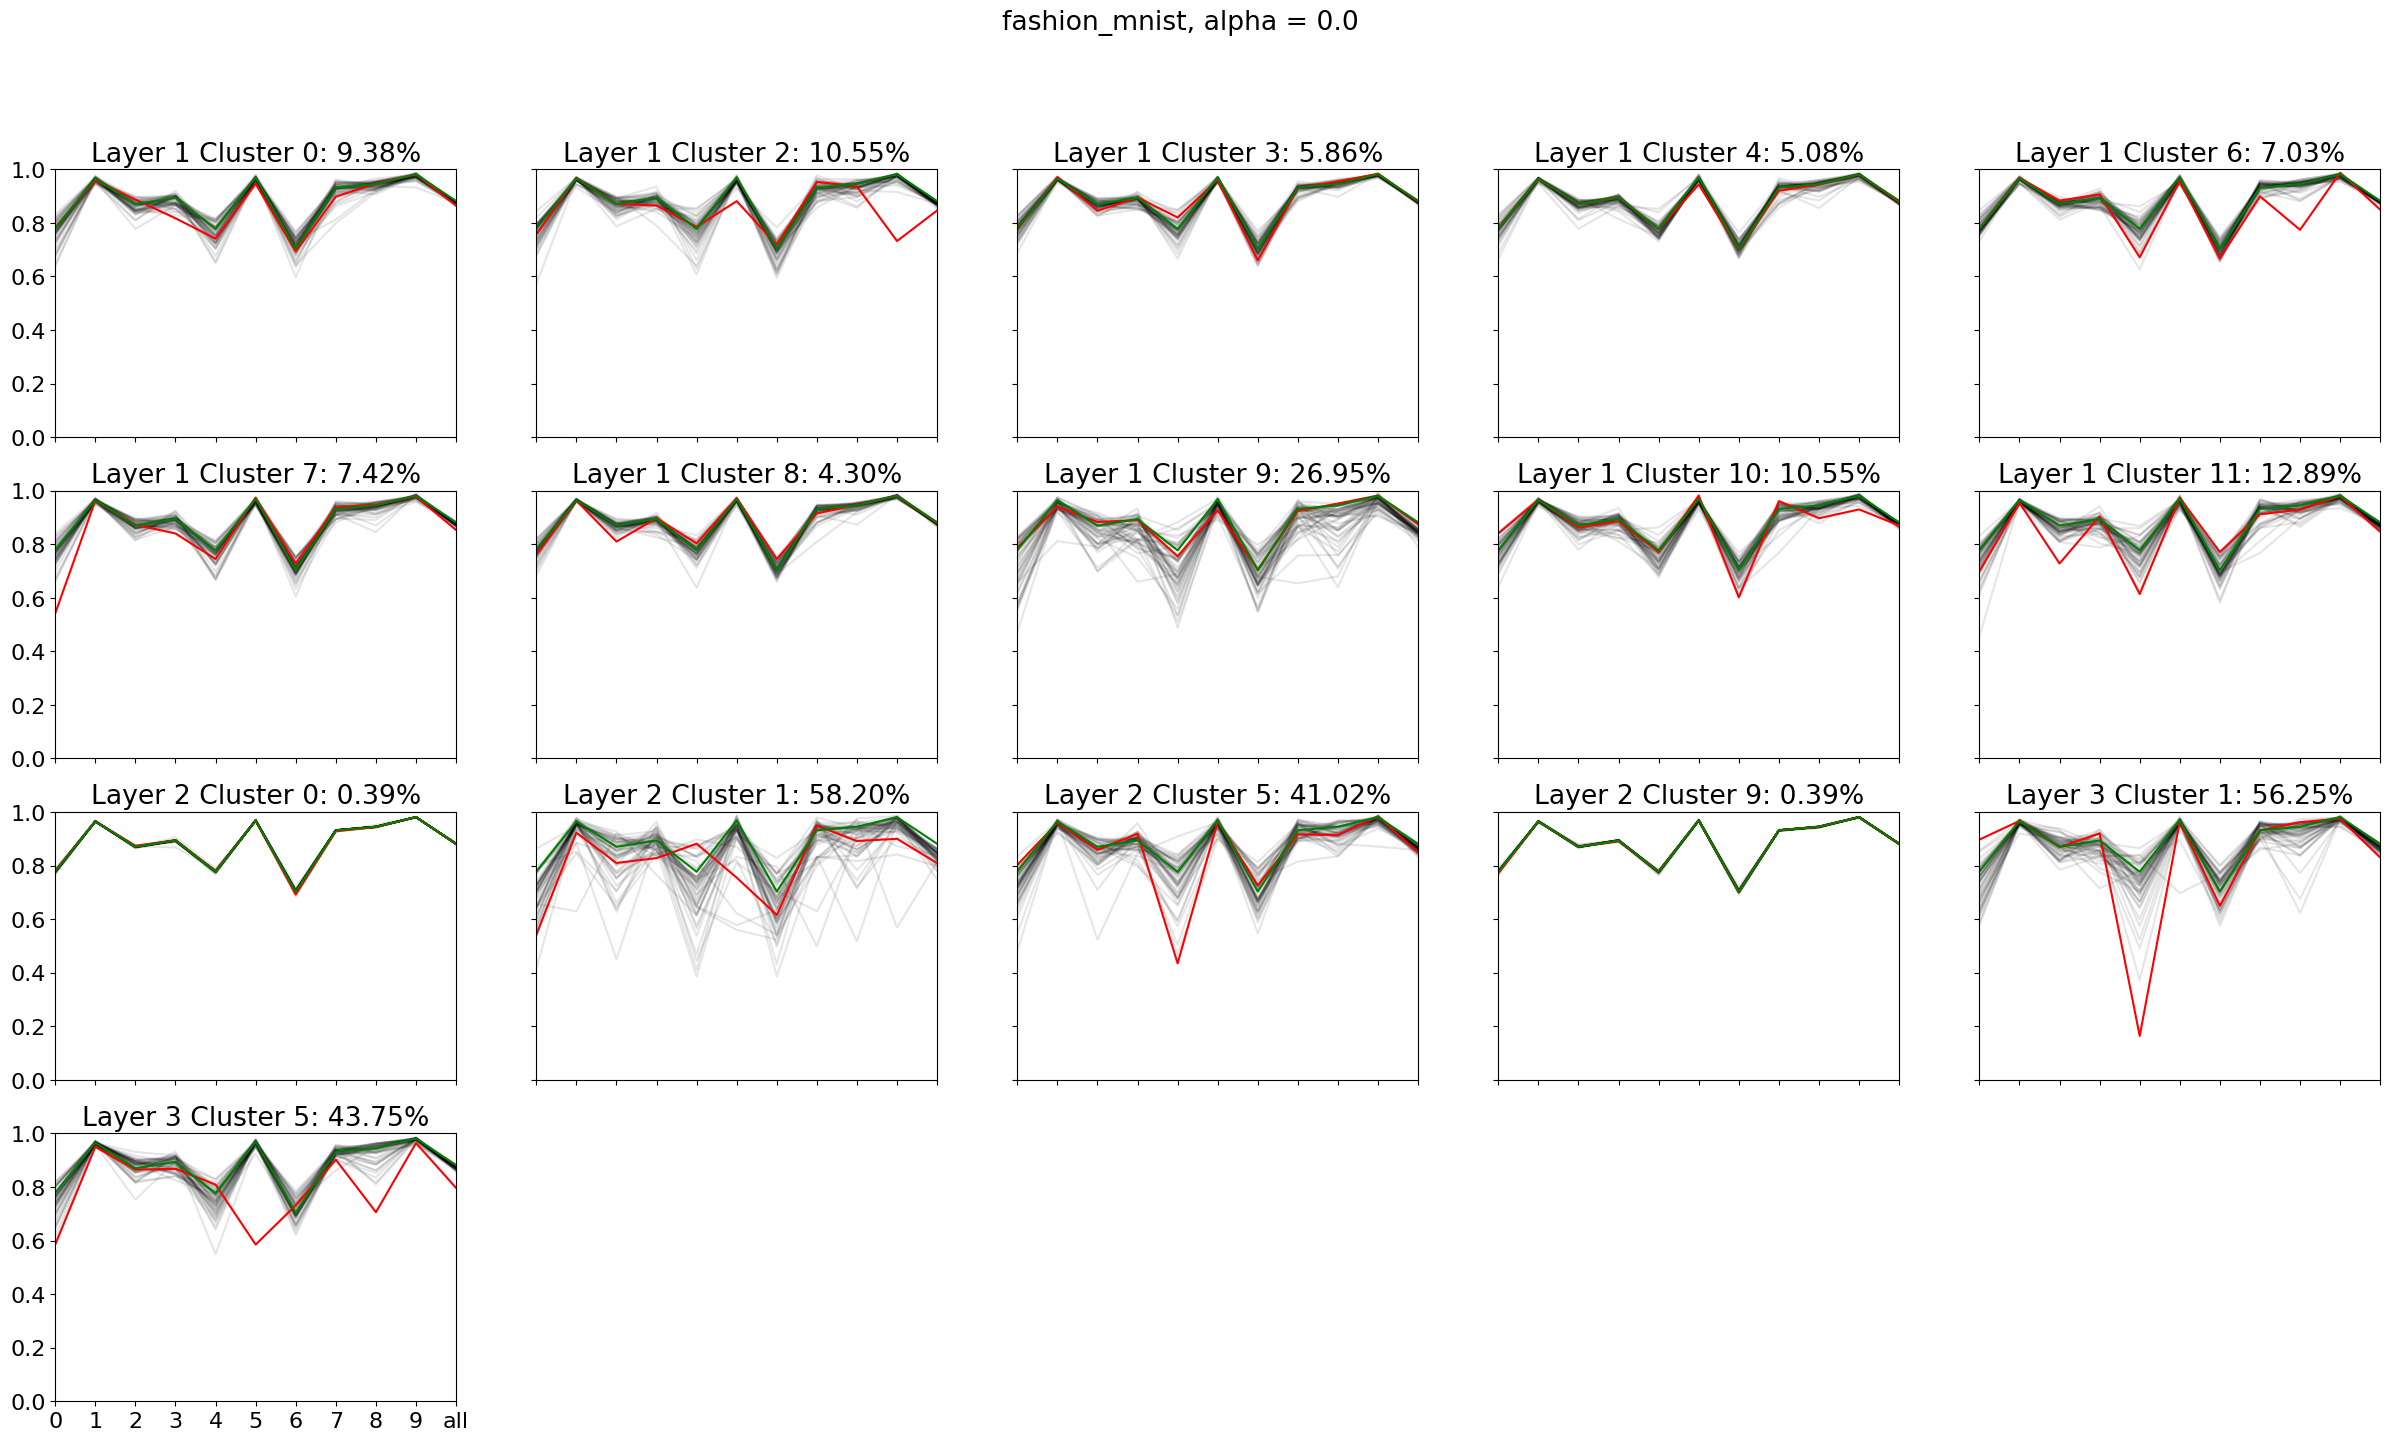 fashion_mnist, alpha = 0.0
Layer 1 Cluster 0: 9.38%
Layer 1 Cluster 2: 10.55%
Layer 1 Cluster 3: 5.86%
Layer 1 Cluster 4: 5.08%
Layer 1 Cluster 6: 7.03%
1.0
0.8
0.6
0.4
0.2
0.0
Layer 1 Cluster 7: 7.42%
Layer 1 Cluster 8: 4.30%
Layer 1 Cluster 9: 26.95%
Layer 1 Cluster 10: 10.55%
Layer 1 Cluster 11: 12.89%
1.0
0.8
0.6
0.4
0.2
0.0
Layer 2 Cluster 0: 0.39%
Layer 2 Cluster 1: 58.20%
Layer 2 Cluster 5: 41.02%
Layer 2 Cluster 9: 0.39%
Layer 3 Cluster 1: 56.25%
1.0
0.8
0.6
0.4
0.2
0.0
Layer 3 Cluster 5: 43.75%
1.0
0.8
0.6
0.4
0.2
0.0
0 1 2 3 4 5 6 7 8 9 all